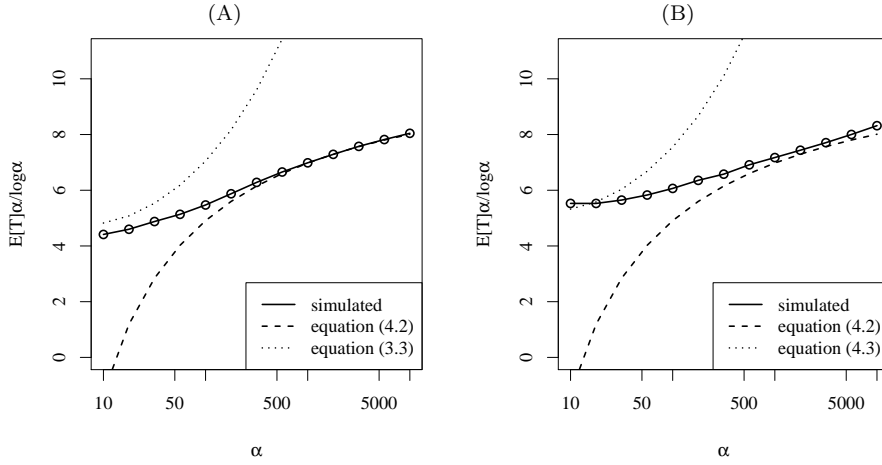 (A)
E[T]α/logα
10
8
6
4
2
0
simulated
equation (4.2)
equation (3.3)
10
50
500
5000
α
(B)
E[T]α/logα
10
8
6
4
2
0
simulated
equation (4.2)
equation (4.3)
10
50
500
5000
α